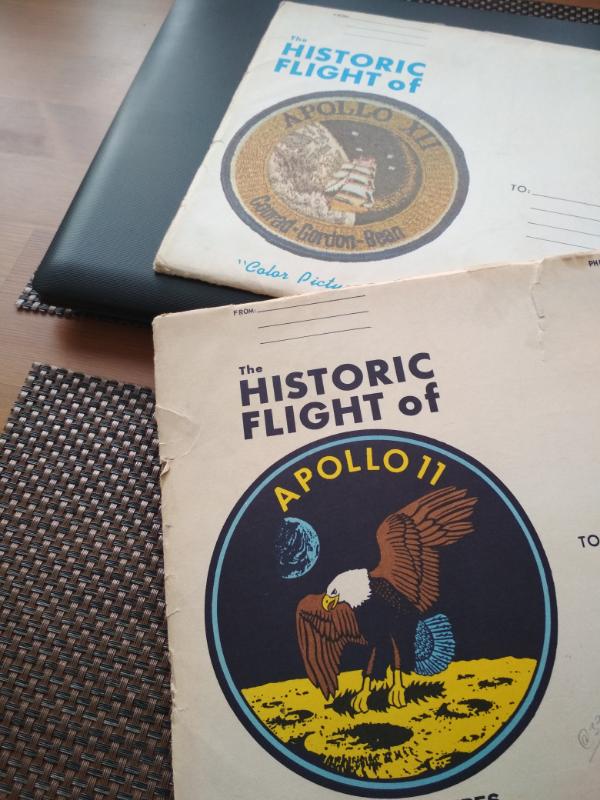 FROM:
The
HISTORIC
FLIGHT of
APOLLO XII
Conrad-Gordon-Bean
TO:
"Color
FROM:
The
HISTORIC
FLIGHT of
APOLLO 11
TO